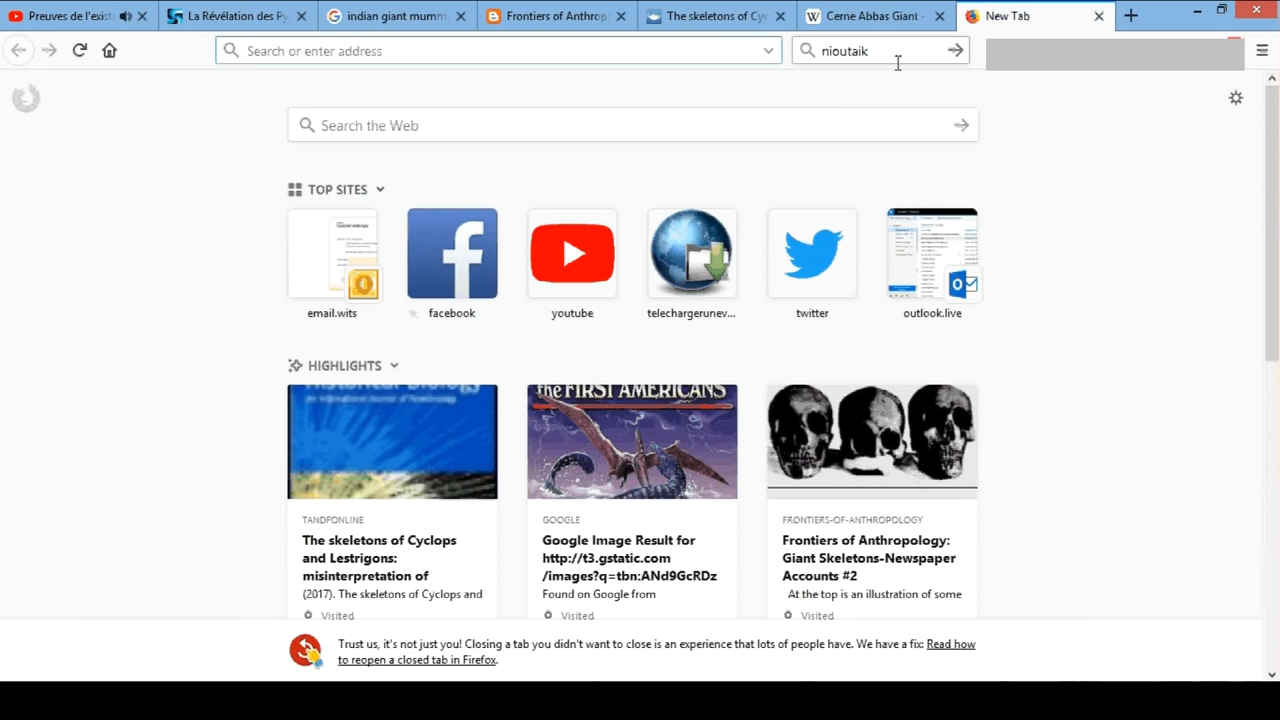 Preuves de l'exist
La Révélation des Py
indian giant mumm
Frontiers of Anthrop
The skeletons of Cyc
Cerne Abbas Giant -
New Tab
Search or enter address
nioutaik
Search the Web
TOP SITES
email.wits
facebook
youtube
telechargerunev...
twitter
outlook.live
HIGHLIGHTS
the FIRST AMERICANS
TANDFONLINE
The skeletons of Cyclops
and Lestrigons:
misinterpretation of
(2017). The skeletons of Cyclops and
Visited
GOOGLE
Google Image Result for
http://t3.gstatic.com
/images?q=tbn:ANd9GcRDz
Found on Google from
Visited
FRONTIERS-OF-ANTHROPOLOGY
Frontiers of Anthropology:
Giant Skeletons-Newspaper
Accounts #2
At the top is an illustration of some
Visited
Trust us, it's not just you! Closing a tab you didn't want to close is an experience that lots of people have. We have a fix: Read how
to reopen a closed tab in Firefox.